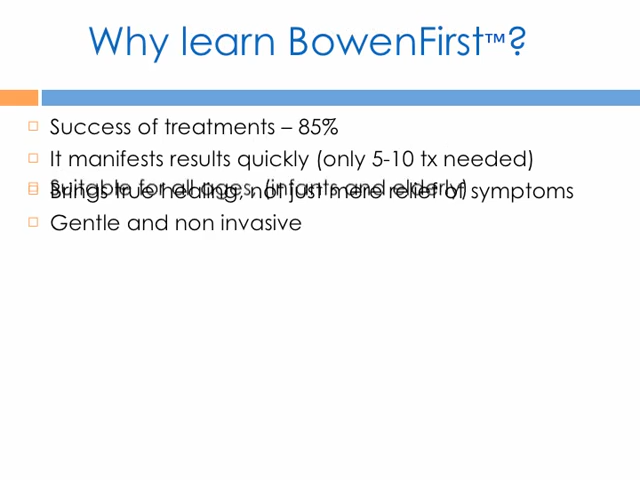 Why learn BowenFirst™?
Success of treatments – 85%
It manifests results quickly (only 5-10 tx needed)
Suitable for all ages, (infants and elderly)
Brings true healing, not just mere relief of symptoms
Gentle and non invasive